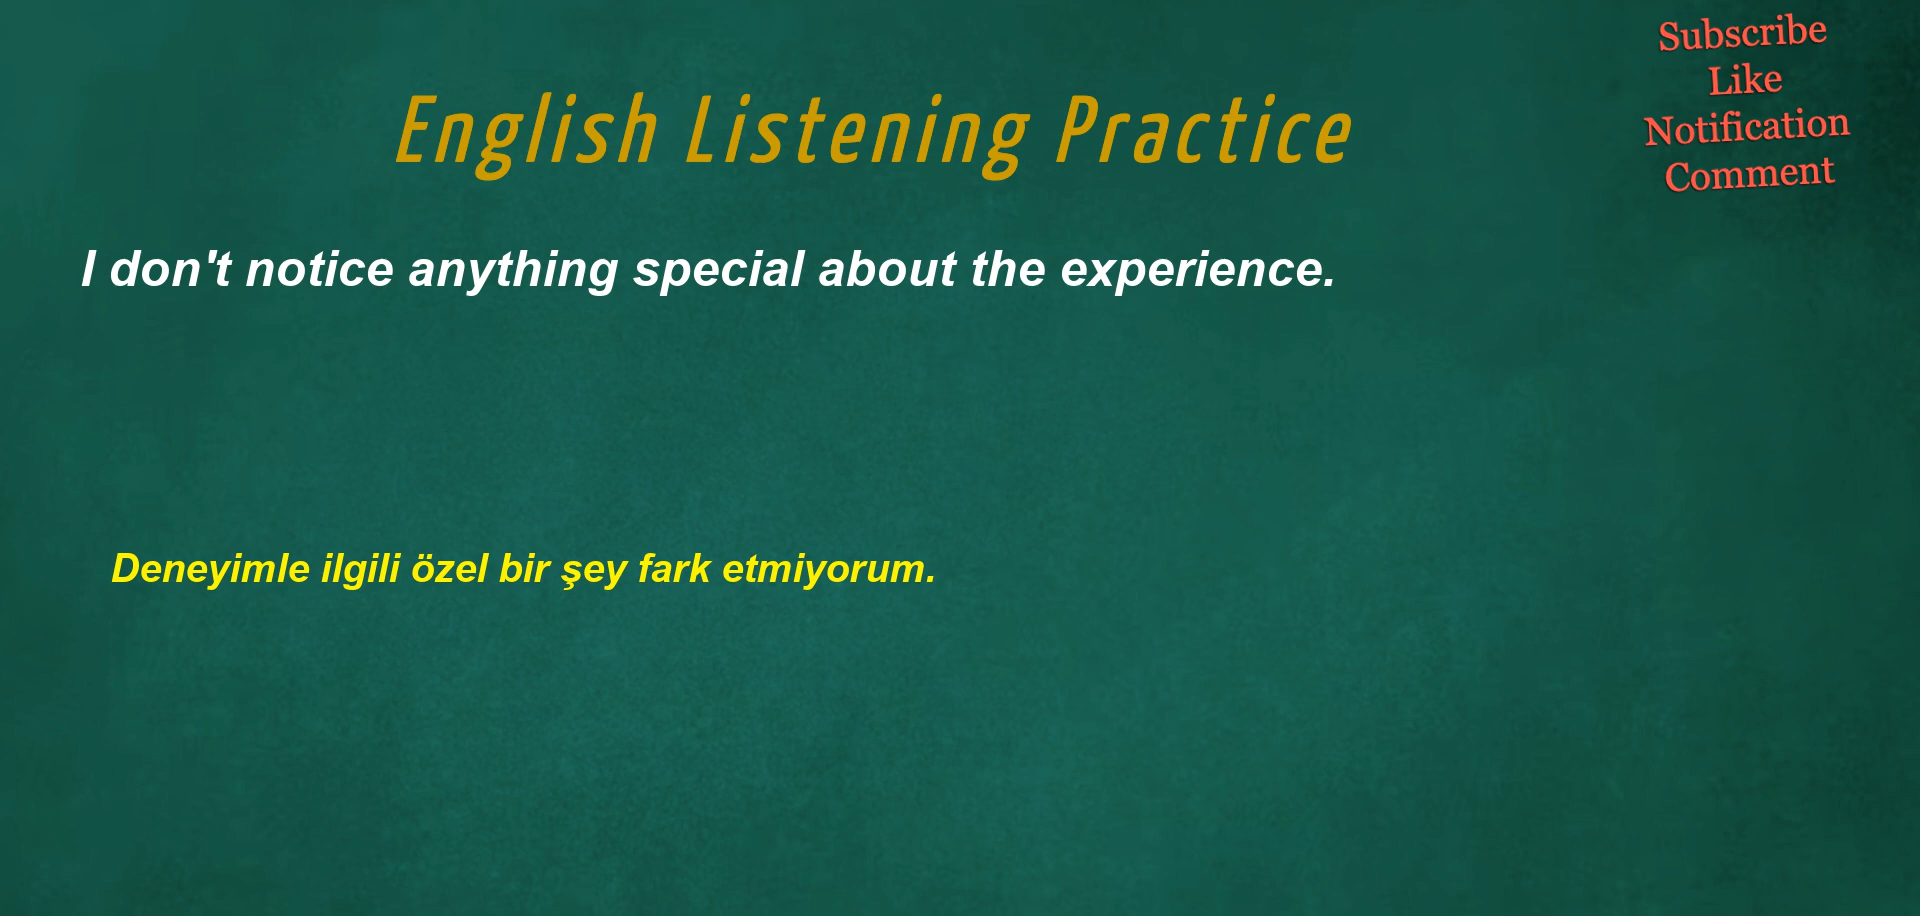 Subscribe
Like
Notification
Comment
English Listening Practice
I don't notice anything special about the experience.
Deneyimle ilgili özel bir şey fark etmiyorum.